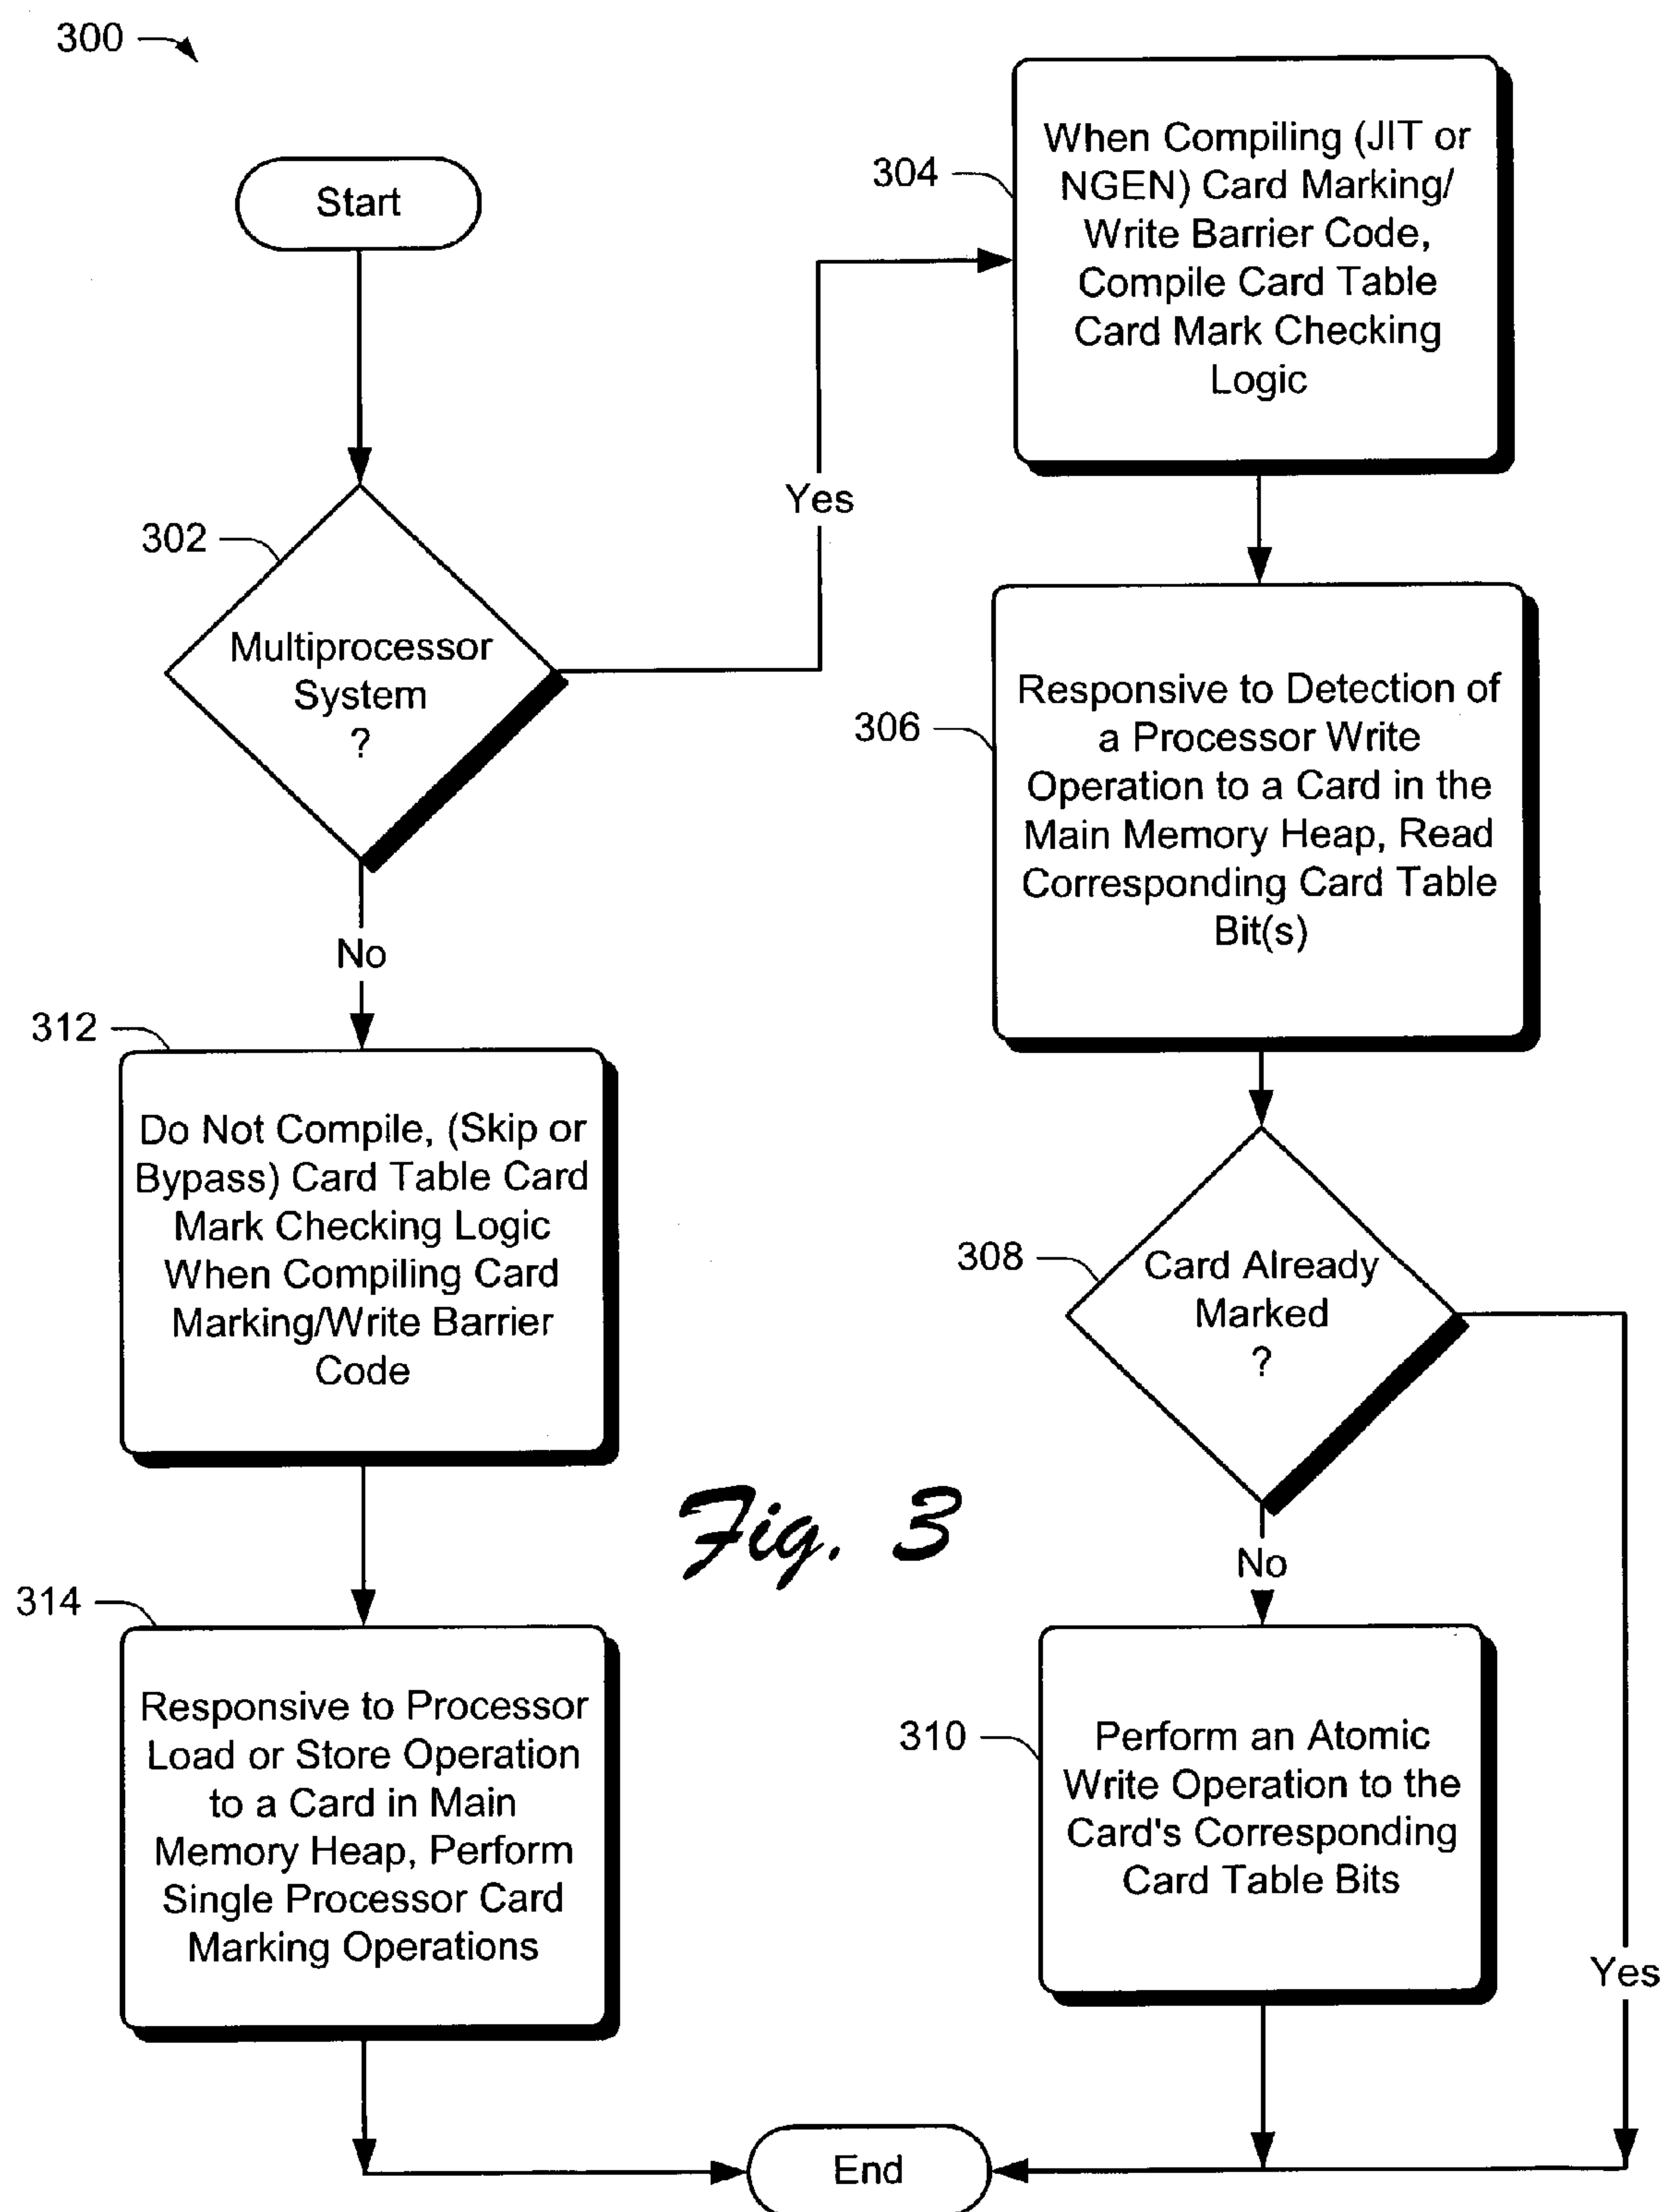 300
Start
302
Multiprocessor
System
?
Yes
No
304
When Compiling (JIT or
NGEN) Card Marking/
Write Barrier Code,
Compile Card Table
Card Mark Checking
Logic
306
Responsive to Detection of
a Processor Write
Operation to a Card in the
Main Memory Heap, Read
Corresponding Card Table
Bit(s)
308
Card Already
Marked
?
No
Yes
310
Perform an Atomic
Write Operation to the
Card's Corresponding
Card Table Bits
312
Do Not Compile, (Skip or
Bypass) Card Table Card
Mark Checking Logic
When Compiling Card
Marking/Write Barrier
Code
314
Responsive to Processor
Load or Store Operation
to a Card in Main
Memory Heap, Perform
Single Processor Card
Marking Operations
End
Fig. 3